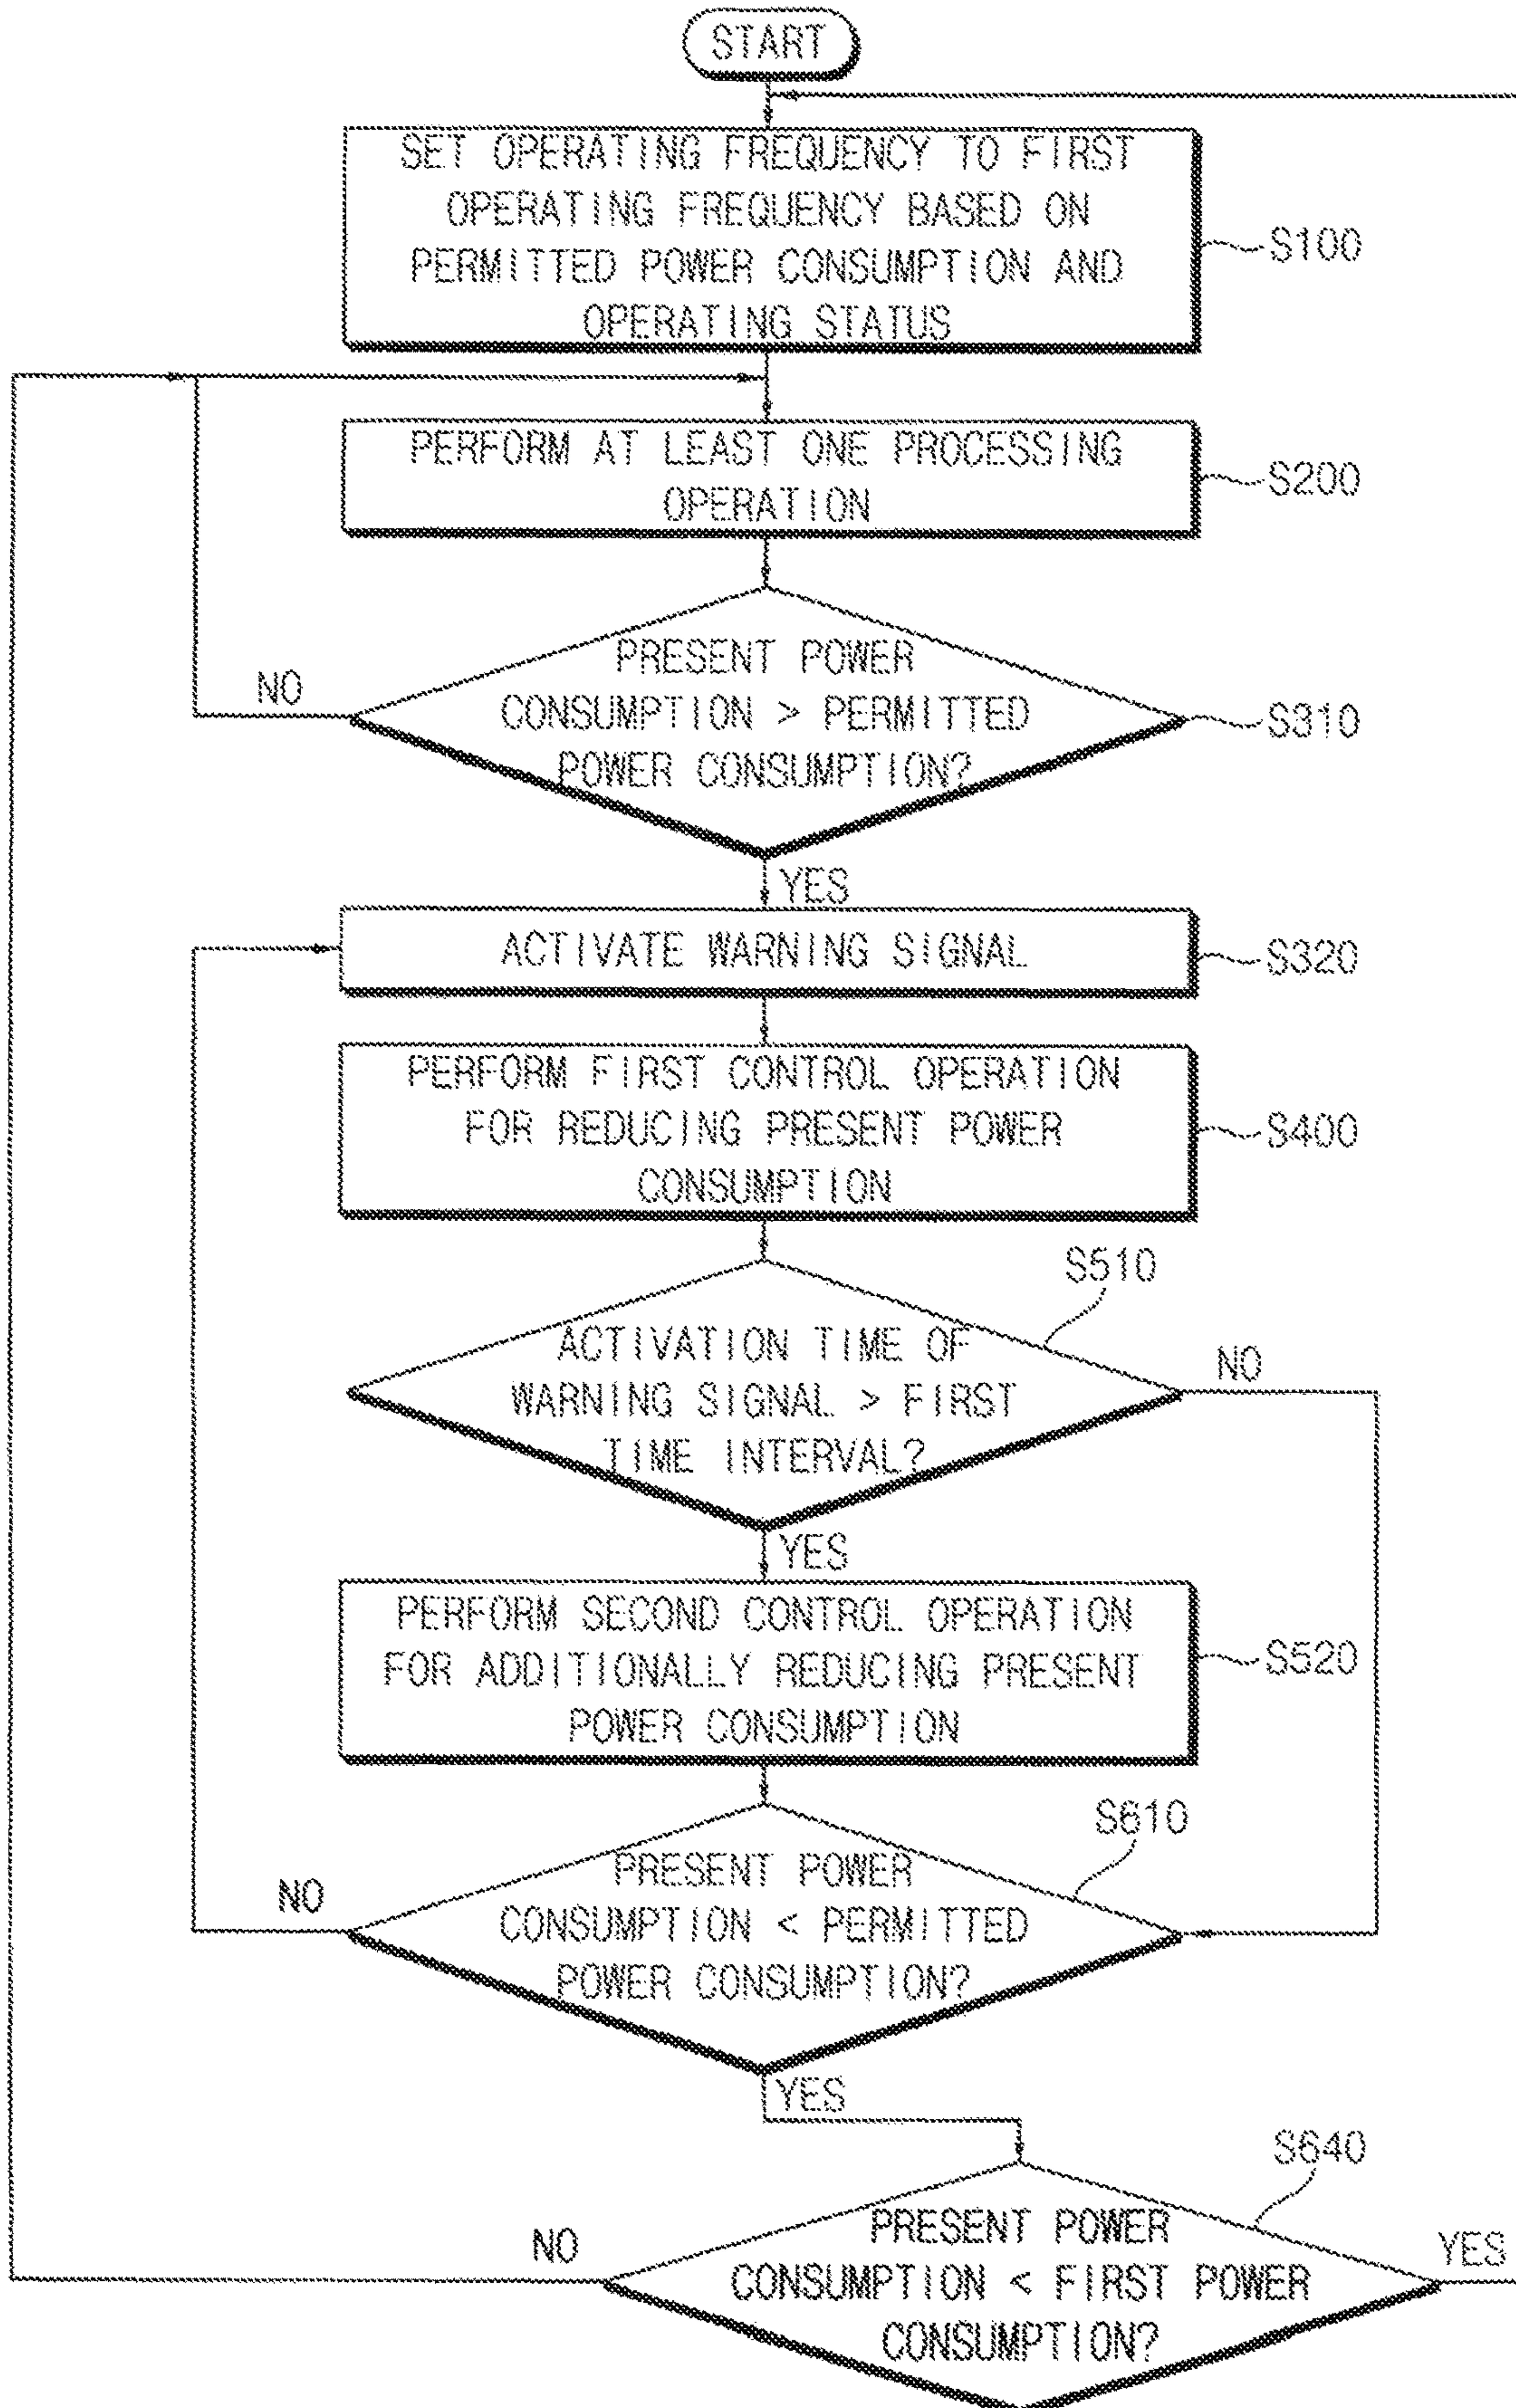 START
SET OPERATING FREQUENCY TO FIRST
OPERATING FREQUENCY BASED ON
PERMITTED POWER CONSUMPTION AND
OPERATING STATUS
S100
PERFORM AT LEAST ONE PROCESSING
OPERATION
S200
PRESENT POWER
CONSUMPTION > PERMITTED
POWER CONSUMPTION?
NO
S310
YES
ACTIVATE WARNING SIGNAL
S320
PERFORM FIRST CONTROL OPERATION
FOR REDUCING PRESENT POWER
CONSUMPTION
S400
S510
ACTIVATION TIME OF
WARNING SIGNAL > FIRST
TIME INTERVAL?
NO
YES
PERFORM SECOND CONTROL OPERATION
FOR ADDITIONALLY REDUCING PRESENT
POWER CONSUMPTION
S520
S610
PRESENT POWER
CONSUMPTION < PERMITTED
POWER CONSUMPTION?
NO
YES
S640
PRESENT POWER
CONSUMPTION < FIRST POWER
CONSUMPTION?
NO
YES